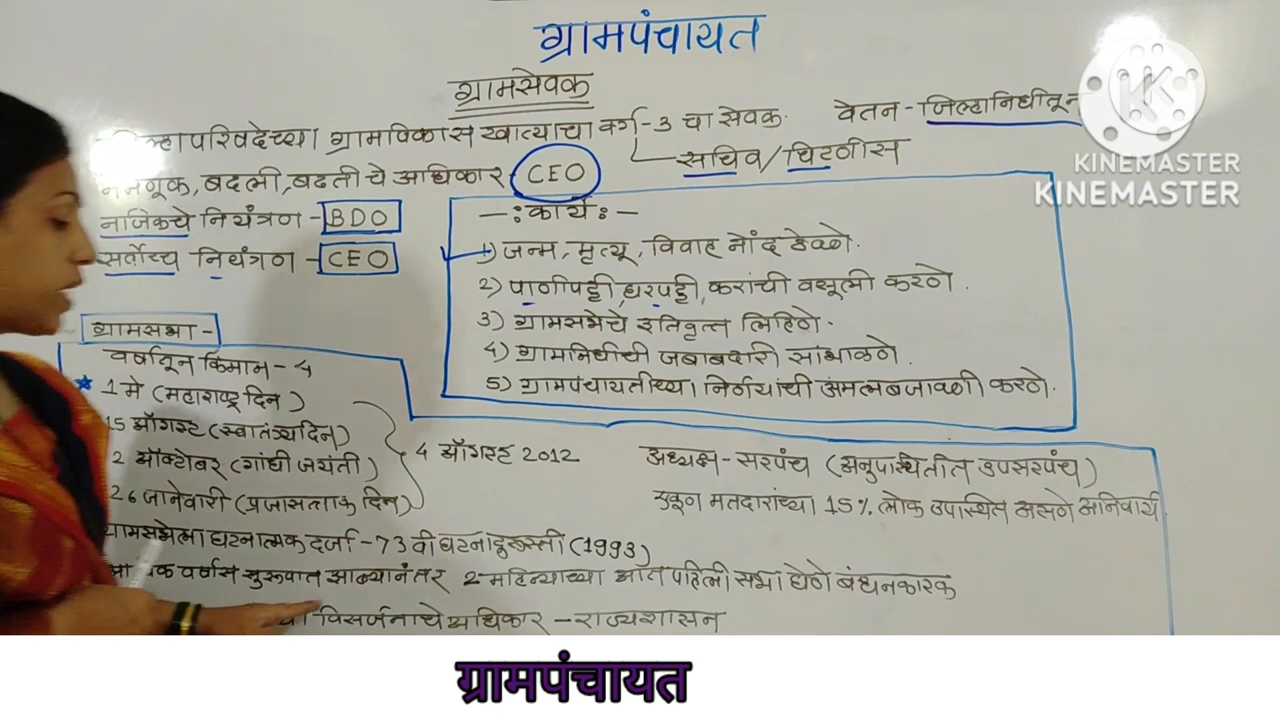 ग्रामपंचायत
ग्रामसेवक
परिषदेच्या ग्रामविकास खात्याचा वर्ग-3 चा सेवक. वेतन - जिल्हानिधीतून
सचिव/चिटणीस
नेमणूक, बदली, बढतीचे अधिकार - CEO
नजिकचे नियंत्रण - BDO
सर्वोच्च नियंत्रण - CEO
-: कार्य :-
1) जन्म, मृत्यू, विवाह नोंद ठेवणे.
2) पाणीपट्टी, घरपट्टी, करांची वसूली करणे.
3) ग्रामसभेचे इतिवृत्त लिहिणे.
4) ग्रामनिधीची जबाबदारी सांभाळणे.
5) ग्रामपंचायतीच्या निर्णयांची अंमलबजावणी करणे.
ग्रामसभा -
वर्षातून किमान - 4
1 मे (महाराष्ट्र दिन)
15 ऑगस्ट (स्वातंत्र्यदिन)
2 ऑक्टोबर (गांधी जयंती)
26 जानेवारी (प्रजासत्ताक दिन)
4 ऑगस्ट 2012
अध्यक्ष - सरपंच (अनुपस्थितीत उपसरपंच)
एकूण मतदारांच्या 15% लोक उपस्थित असणे अनिवार्य
ग्रामसभेला घटनात्मक दर्जा - 73 वी घटनादुरुस्ती (1993)
वर्षास सुरुवात झाल्यानंतर 2 महिन्याच्या आत पहिली सभा घेणे बंधनकारक
विसर्जनाचे अधिकार - राज्यशासन
KINEMASTER
KINEMASTER
ग्रामपंचायत